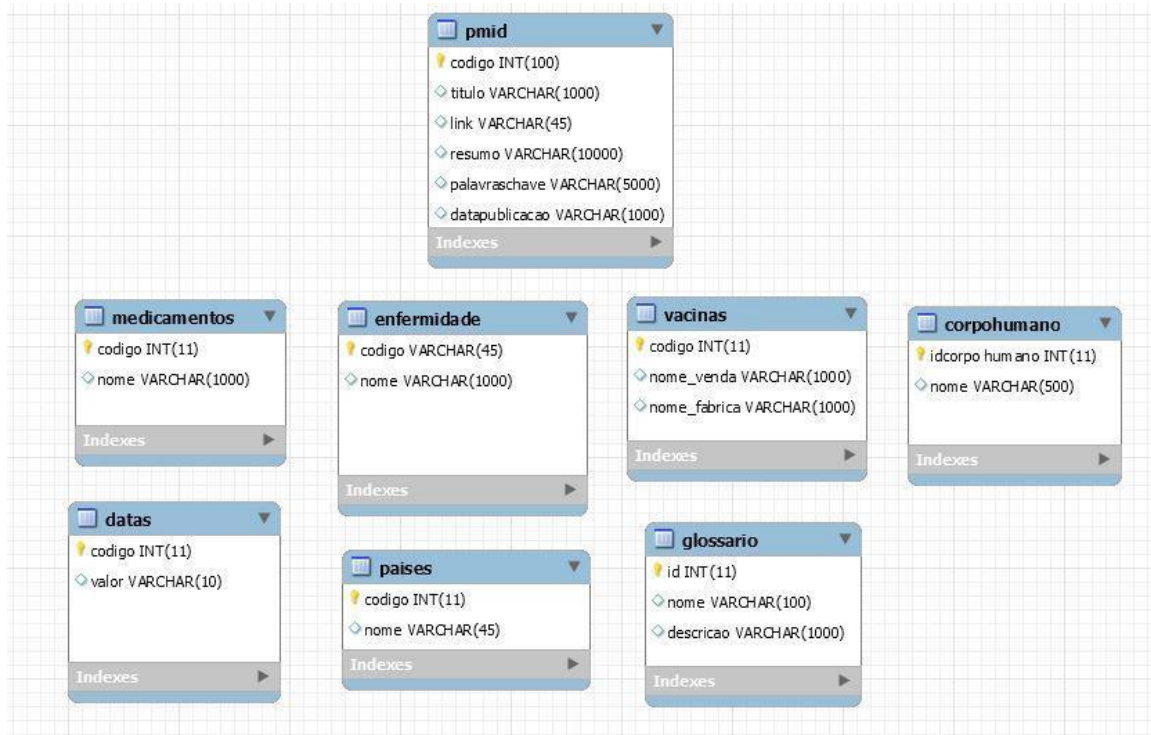 pmid
codigo INT(100)
titulo VARCHAR(1000)
link VARCHAR(45)
resumo VARCHAR(10000)
palavraschave VARCHAR(5000)
datapublicacao VARCHAR(1000)
Indexes
medicamentos
codigo INT(11)
nome VARCHAR(1000)
Indexes
enfermidade
codigo VARCHAR(45)
nome VARCHAR(1000)
Indexes
vacinas
codigo INT(11)
nome_venda VARCHAR(1000)
nome_fabrica VARCHAR(1000)
Indexes
corpohumano
idcorpo humano INT(11)
nome VARCHAR(500)
Indexes
datas
codigo INT(11)
valor VARCHAR(10)
Indexes
paises
codigo INT(11)
nome VARCHAR(45)
Indexes
glossario
id INT(11)
nome VARCHAR(100)
descricao VARCHAR(1000)
Indexes